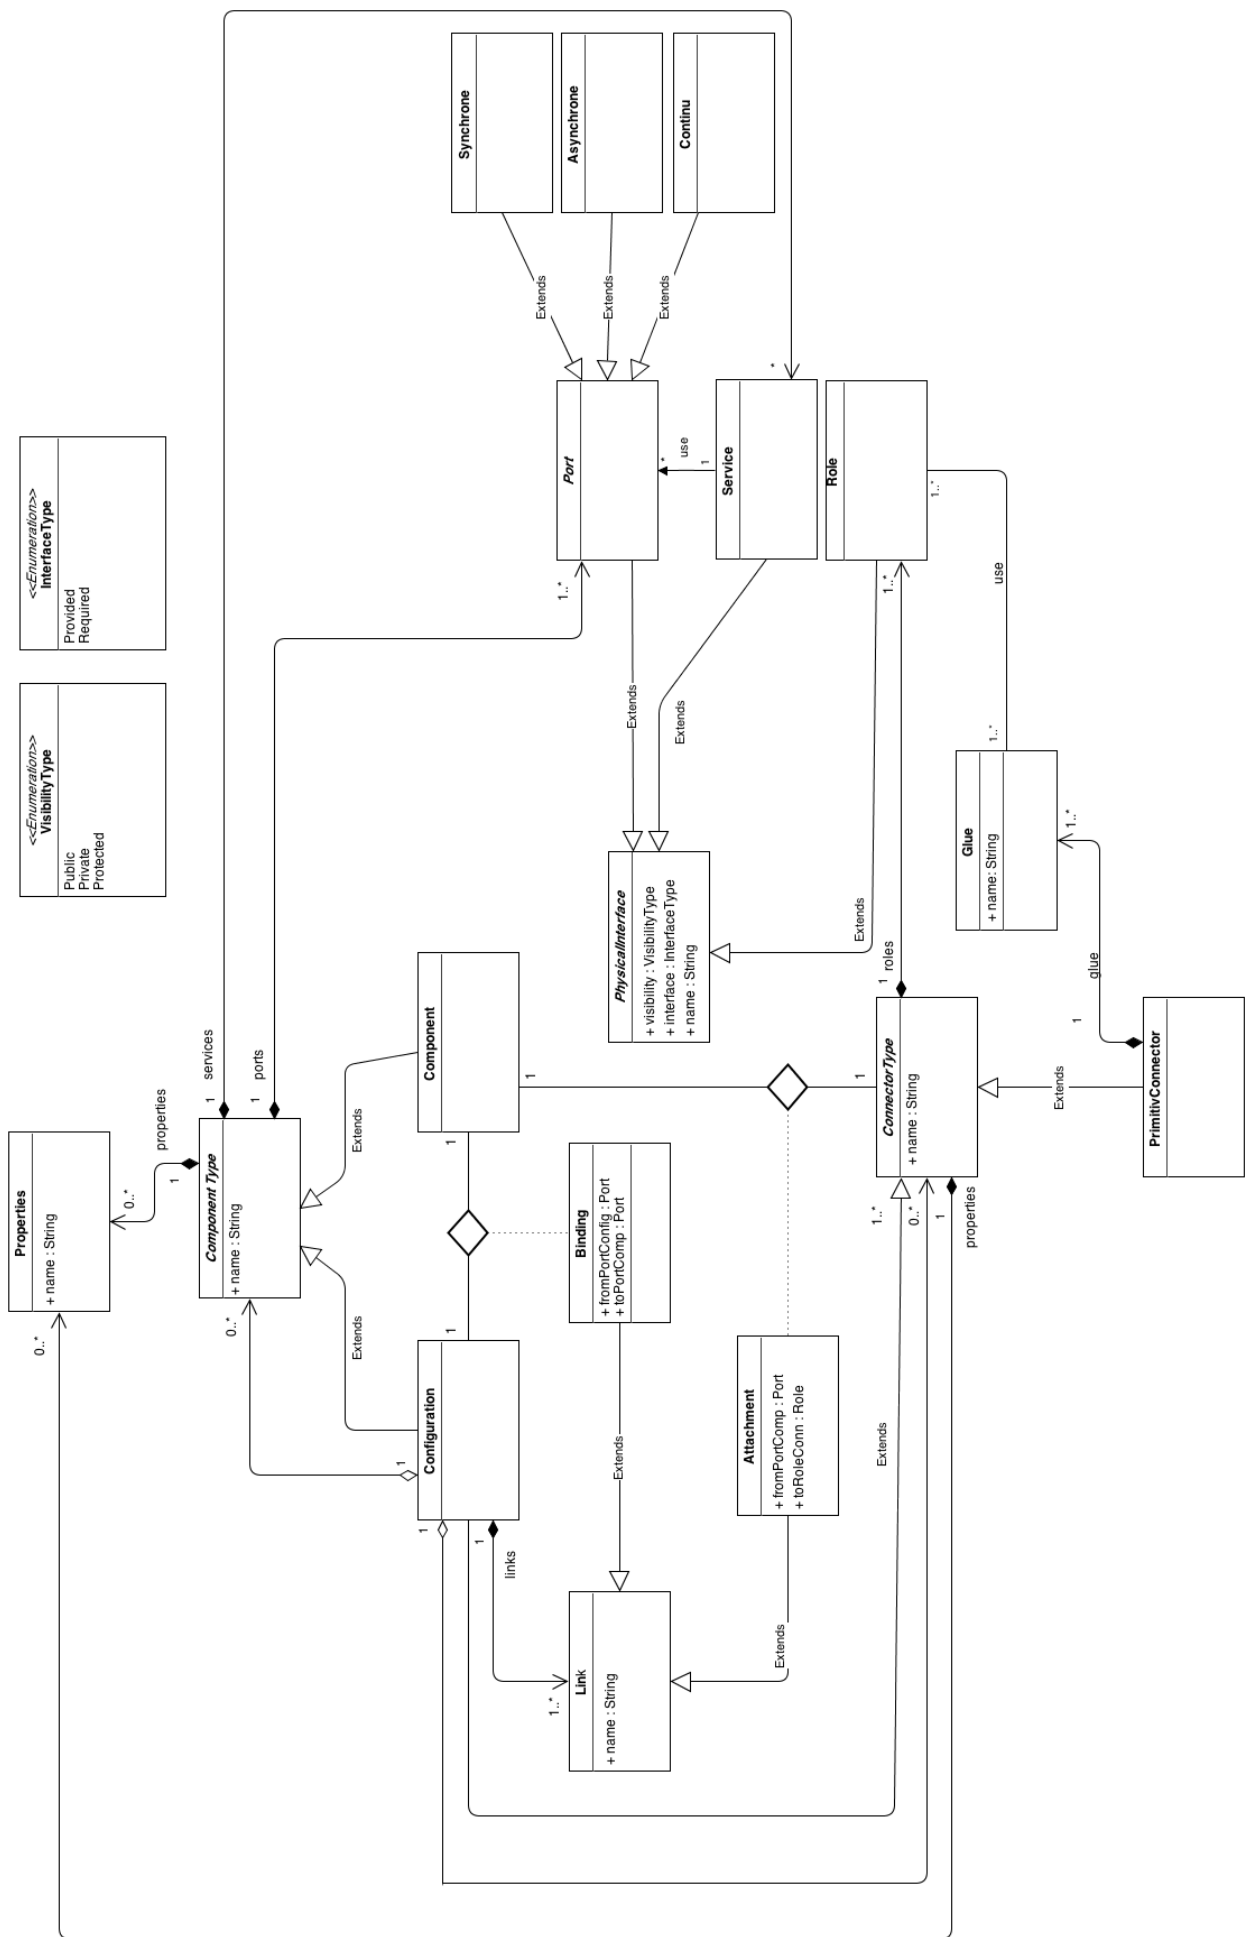 Properties
+ name : String
0..*
0..*
properties
1
1
services
1
ports
Component Type
+ name : String
0..*
Extends
Extends
Configuration
1
1
1
1
links
Component
1
1
Binding
+ fromPortConfig : Port
+ toPortComp : Port
Extends
Link
+ name : String
1..*
Attachment
+ fromPortComp : Port
+ toRoleConn : Role
Extends
Extends
<<Enumeration>>
VisibilityType
Public
Private
Protected
<<Enumeration>>
InterfaceType
Provided
Required
PhysicalInterface
+ visibility : VisibilityType
+ interface : InterfaceType
+ name : String
Extends
Extends
Extends
Port
1..*
*
use
1
Service
*
Role
1..*
1..*
use
Synchrone
Asynchrone
Continu
Extends
Extends
Extends
ConnectorType
+ name : String
1
1
roles
1..*
0..*
1
properties
Glue
+ name: String
1..*
1..*
glue
1
Extends
PrimitivConnector